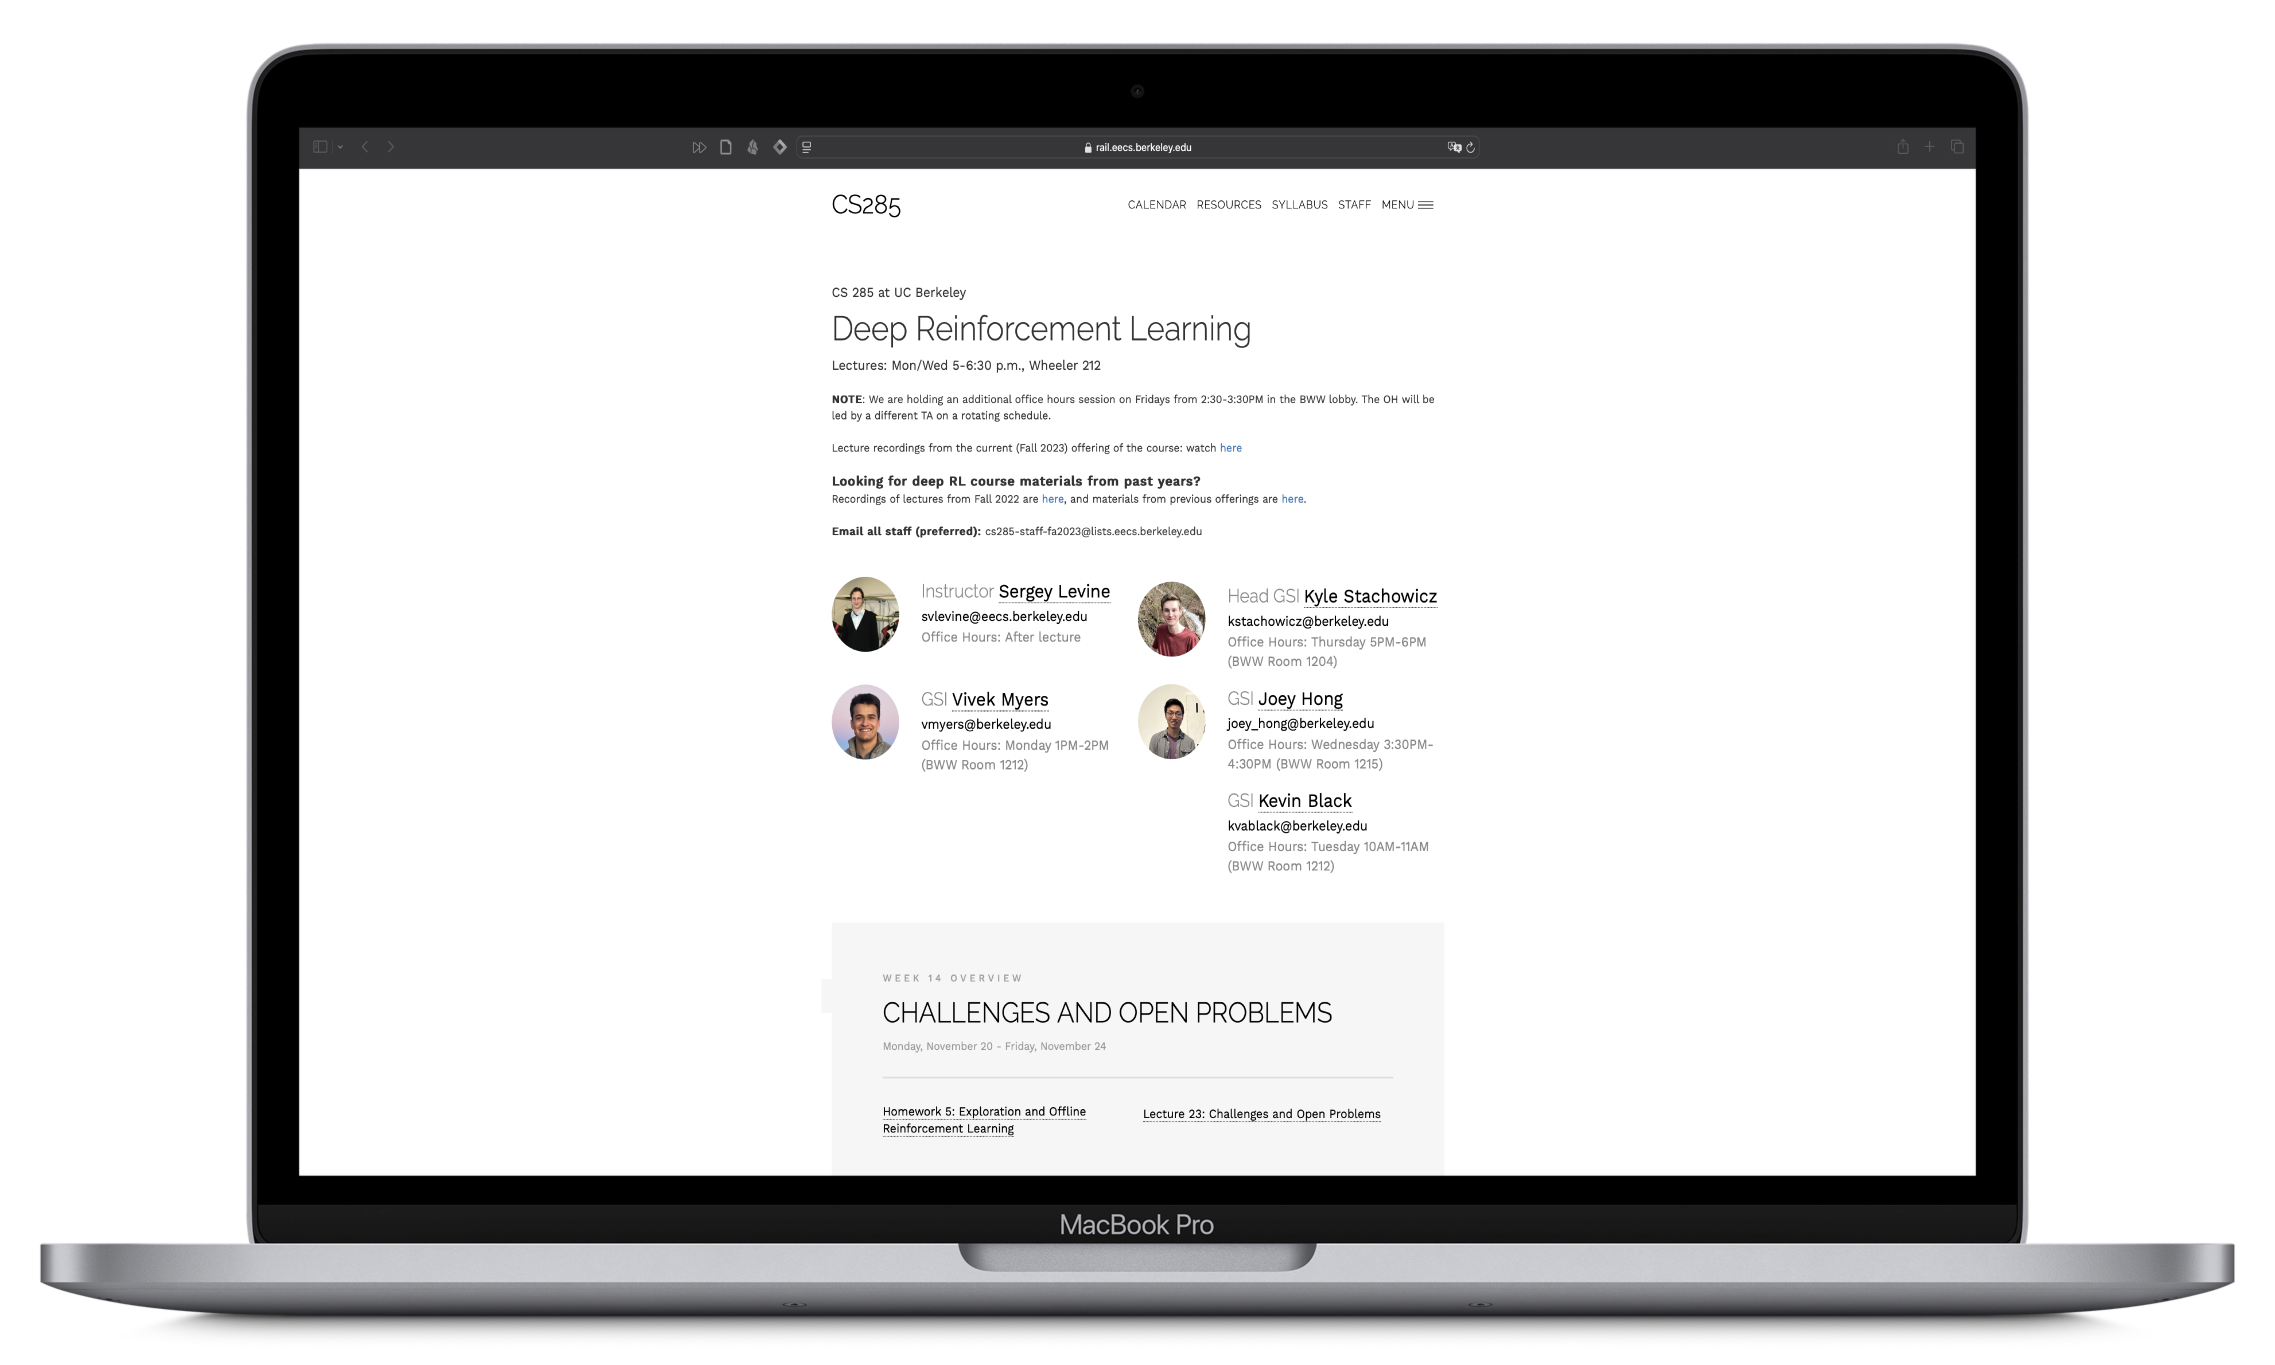 rail.eecs.berkeley.edu
CS285
CALENDAR RESOURCES SYLLABUS STAFF MENU
CS 285 at UC Berkeley
Deep Reinforcement Learning
Lectures: Mon/Wed 5-6:30 p.m., Wheeler 212
NOTE: We are holding an additional office hours session on Fridays from 2:30-3:30PM in the BWW lobby. The OH will be
led by a different TA on a rotating schedule.
Lecture recordings from the current (Fall 2023) offering of the course: watch here
Looking for deep RL course materials from past years?
Recordings of lectures from Fall 2022 are here, and materials from previous offerings are here.
Email all staff (preferred): cs285-staff-fa2023@lists.eecs.berkeley.edu
Instructor Sergey Levine
svlevine@eecs.berkeley.edu
Office Hours: After lecture
Head GSI Kyle Stachowicz
kstachowicz@berkeley.edu
Office Hours: Thursday 5PM-6PM
(BWW Room 1204)
GSI Vivek Myers
vmyers@berkeley.edu
Office Hours: Monday 1PM-2PM
(BWW Room 1212)
GSI Joey Hong
joey_hong@berkeley.edu
Office Hours: Wednesday 3:30PM-
4:30PM (BWW Room 1215)
GSI Kevin Black
kvablack@berkeley.edu
Office Hours: Tuesday 10AM-11AM
(BWW Room 1212)
WEEK 14 OVERVIEW
CHALLENGES AND OPEN PROBLEMS
Monday, November 20 - Friday, November 24
Homework 5: Exploration and Offline
Reinforcement Learning
Lecture 23: Challenges and Open Problems
MacBook Pro